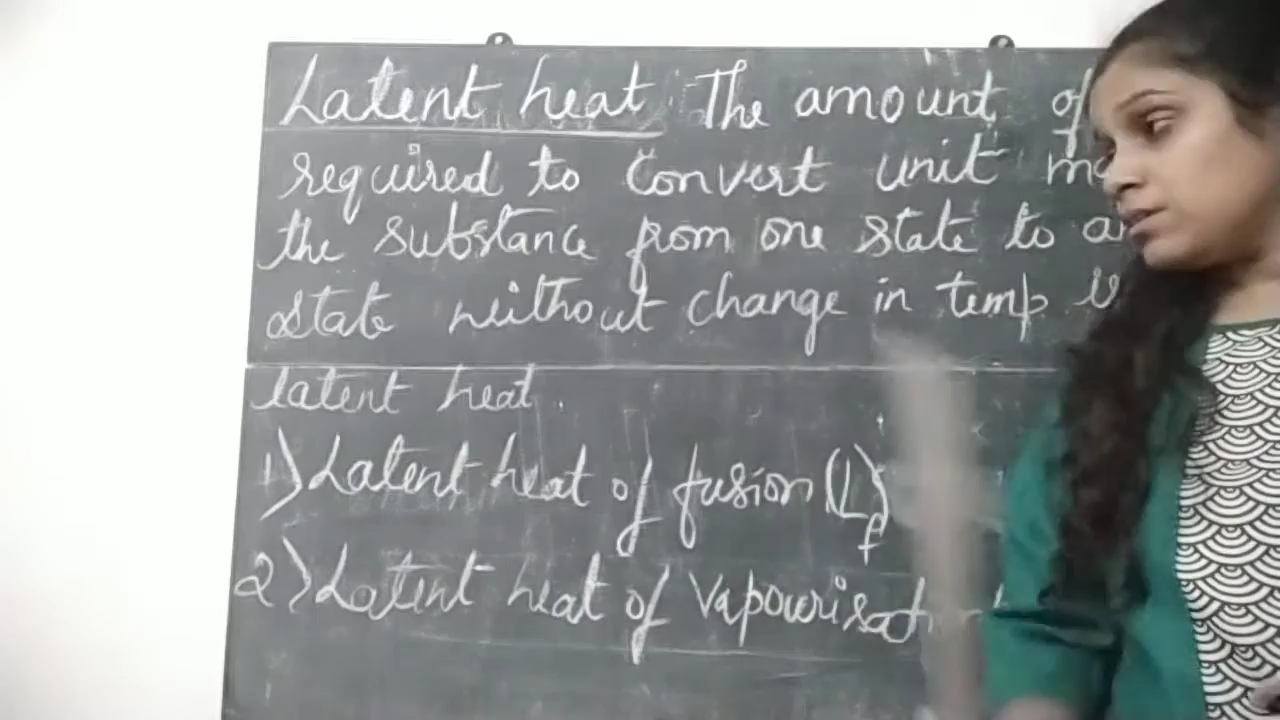 Latent heat. The amount of
required to convert unit
the substance from one state to
state without change in temp
latent heat.
1) Latent heat of fusion (Lf)
2) Latent heat of